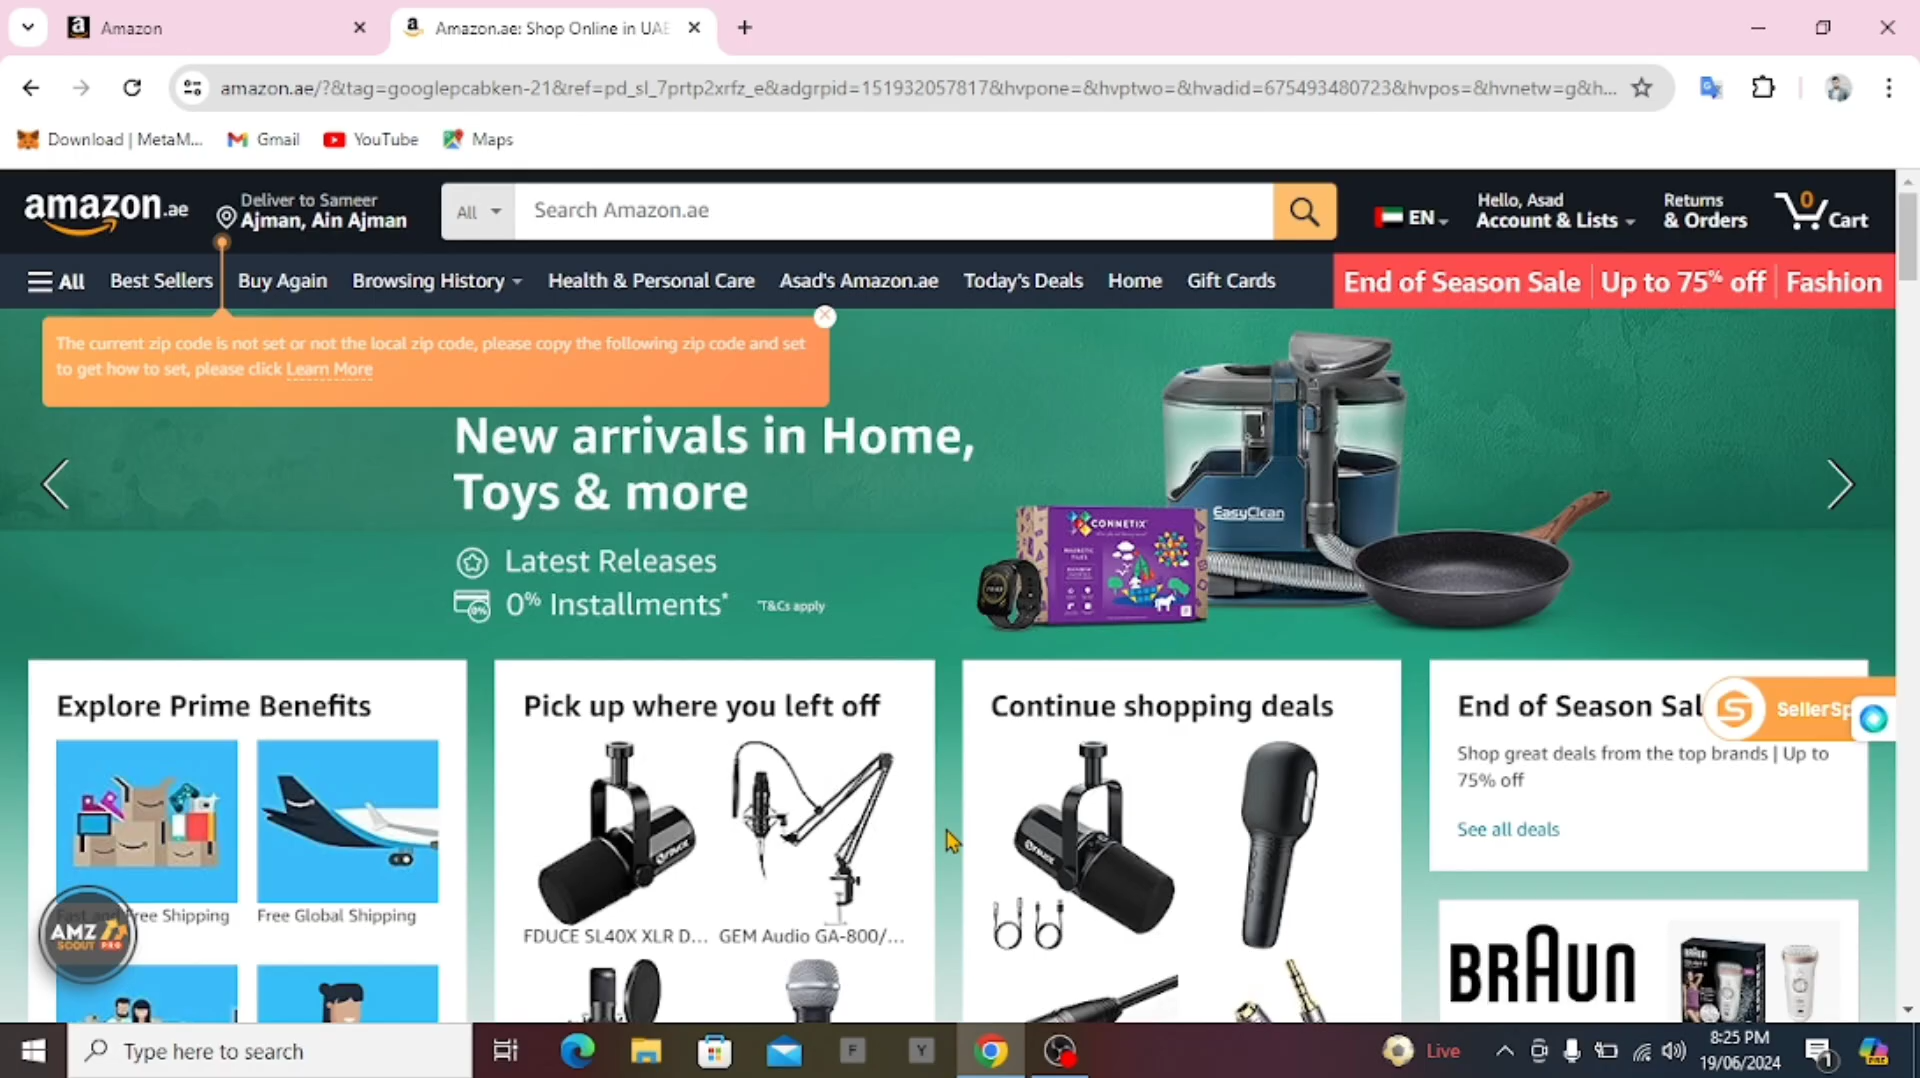 Amazon
Amazon.ae: Shop Online in UAE
amazon.ae/?&tag=googlepcabken-21&ref=pd_sl_7prtp2xrfz_e&adgrpid=151932057817&hvpone=&hvptwo=&hvadid=675493480723&hvpos=&hvnetw=g&h...
Download | MetaM...
Gmail
YouTube
Maps
amazon.ae
Deliver to Sameer
Ajman, Ain Ajman
All
Search Amazon.ae
EN
Hello, Asad
Account & Lists
Returns
& Orders
0
Cart
All
Best Sellers
Buy Again
Browsing History
Health & Personal Care
Asad's Amazon.ae
Today's Deals
Home
Gift Cards
End of Season Sale | Up to 75% off | Fashion
The current zip code is not set or not the local zip code, please copy the following zip code and set
to get how to set, please click Learn More
New arrivals in Home,
Toys & more
Latest Releases
0% Installments*
*T&Cs apply
EasyClean
CONNETIX
MAGNETIC
TILES
Explore Prime Benefits
Pick up where you left off
Continue shopping deals
End of Season Sal
SellerSp
Shop great deals from the top brands | Up to
75% off
See all deals
Fast and Free Shipping
Free Global Shipping
AMZ
SCOUT PRO
FDUCE
FDUCE SL40X XLR D...
GEM Audio GA-800/...
FDUCE
BRAUN
BRAUN
Type here to search
F
Y
Live
8:25 PM
19/06/2024
1